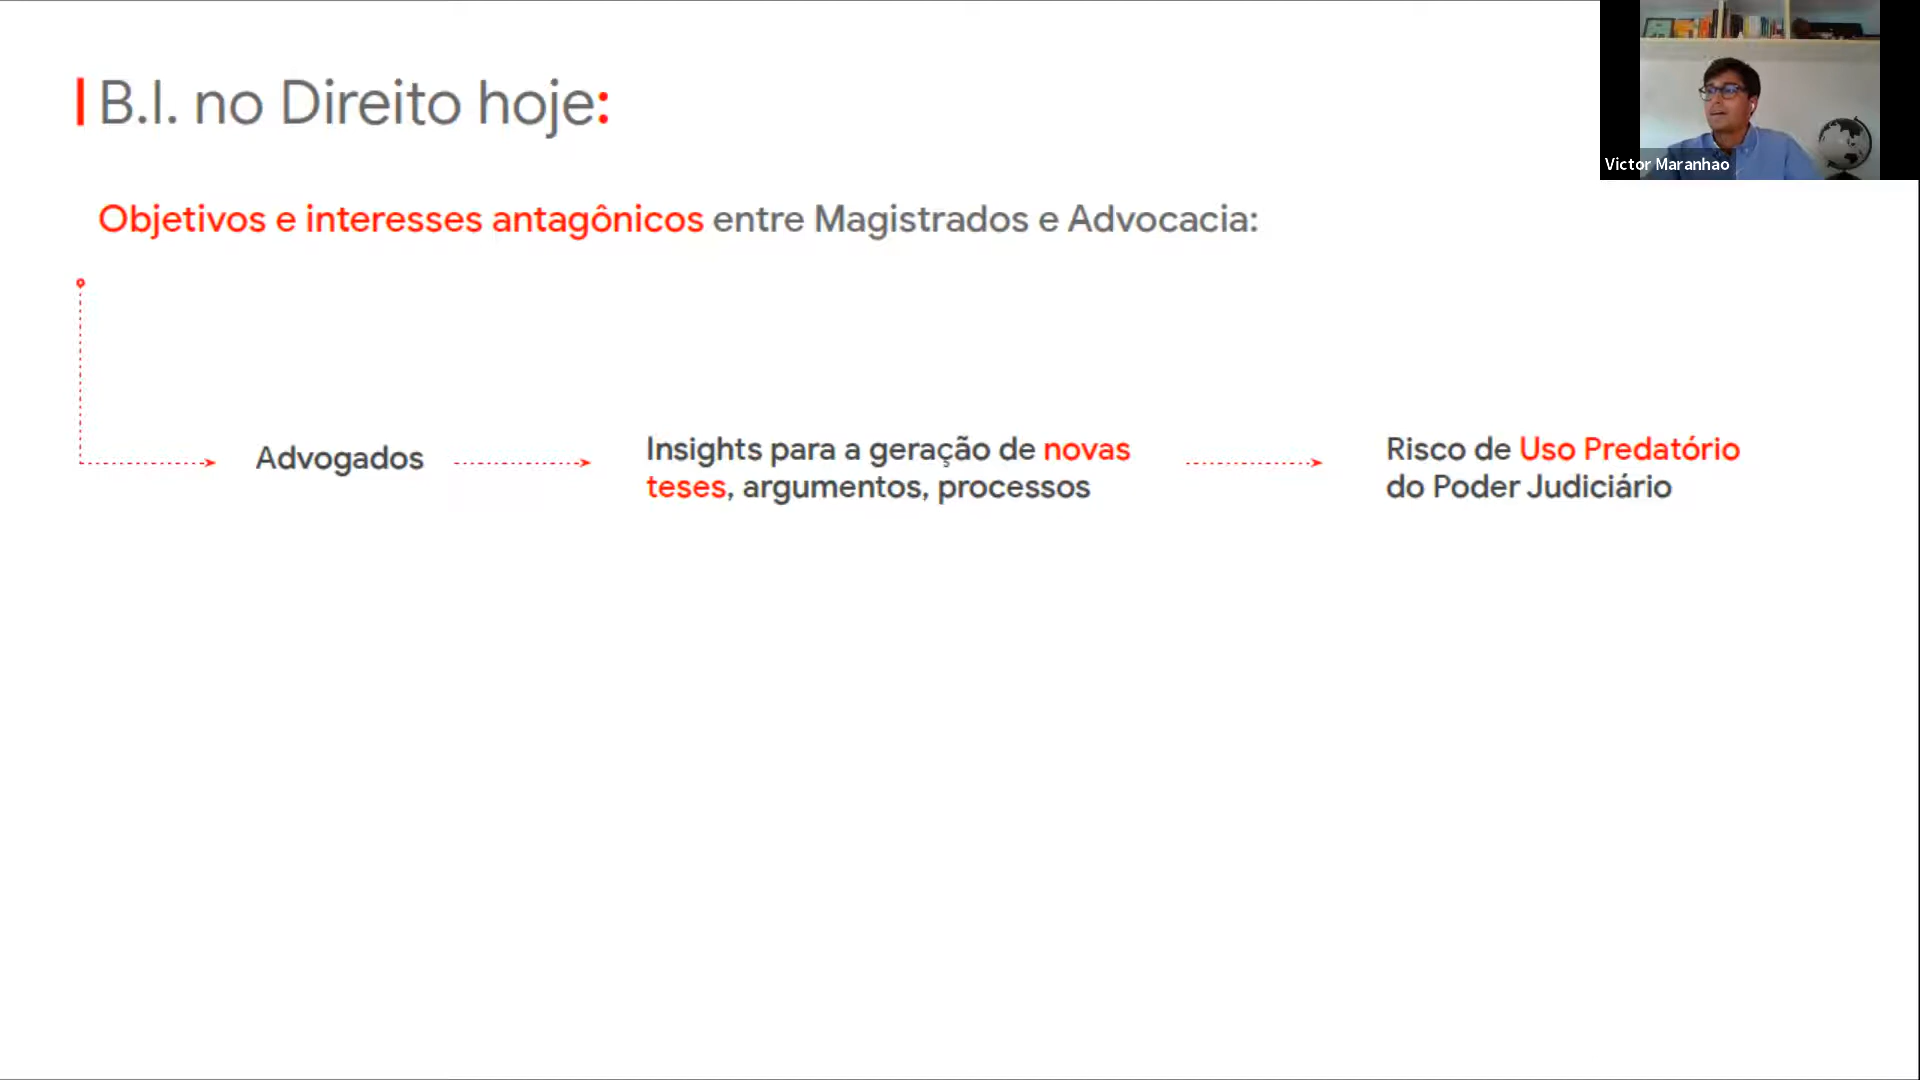 B.I. no Direito hoje:
Objetivos e interesses antagônicos entre Magistrados e Advocacia:
Advogados
Insights para a geração de novas
teses, argumentos, processos
Risco de Uso Predatório
do Poder Judiciário
Victor Maranhao